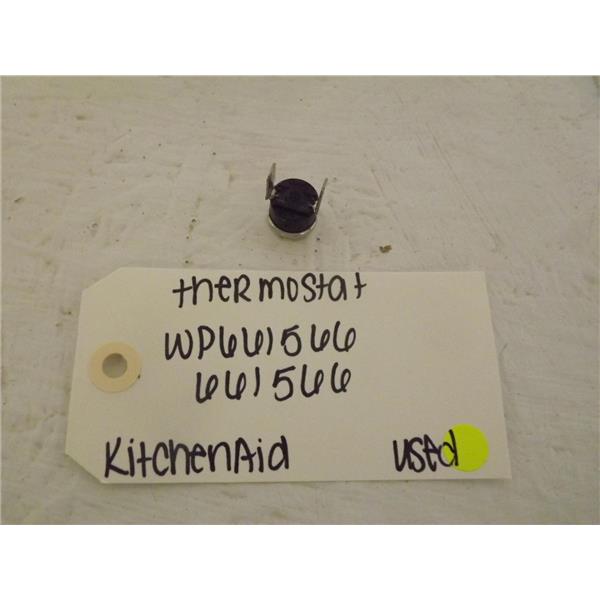 thermostat
WP661566
661566
KitchenAid used